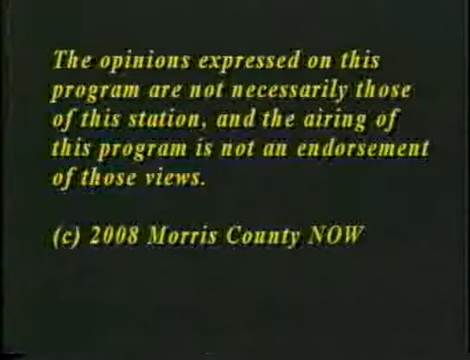 The opinions expressed on this
program are not necessarily those
of this station, and the airing of
this program is not an endorsement
of those views.
(c) 2008 Morris County NOW